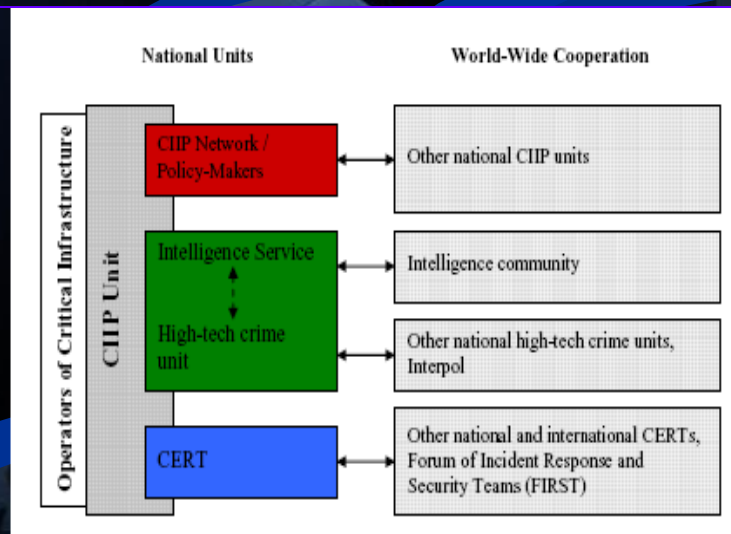 National Units
World-Wide Cooperation
Operators of Critical Infrastructure
CIIP Unit
CIIP Network /
Policy-Makers
Other national CIIP units
Intelligence Service
Intelligence community
High-tech crime
unit
Other national high-tech crime units,
Interpol
CERT
Other national and international CERTs,
Forum of Incident Response and
Security Teams (FIRST)